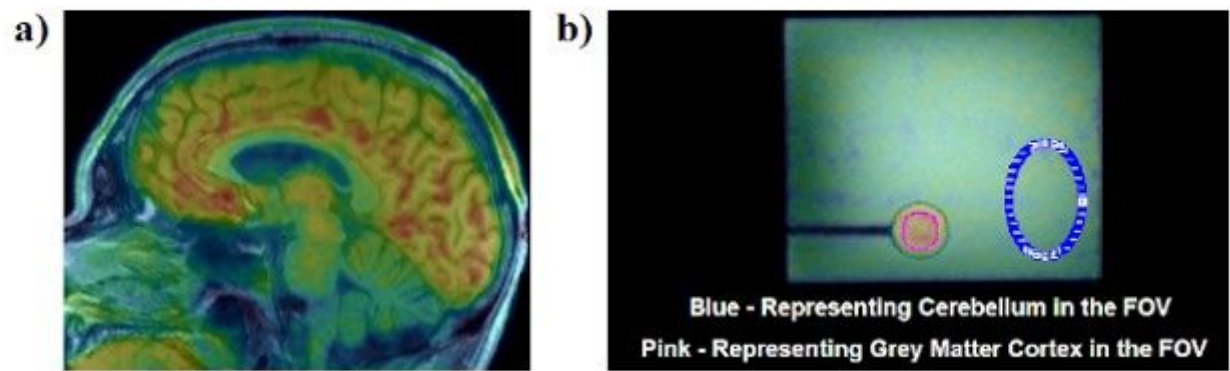 a)
b)
Blue - Representing Cerebellum in the FOV
Pink - Representing Grey Matter Cortex in the FOV